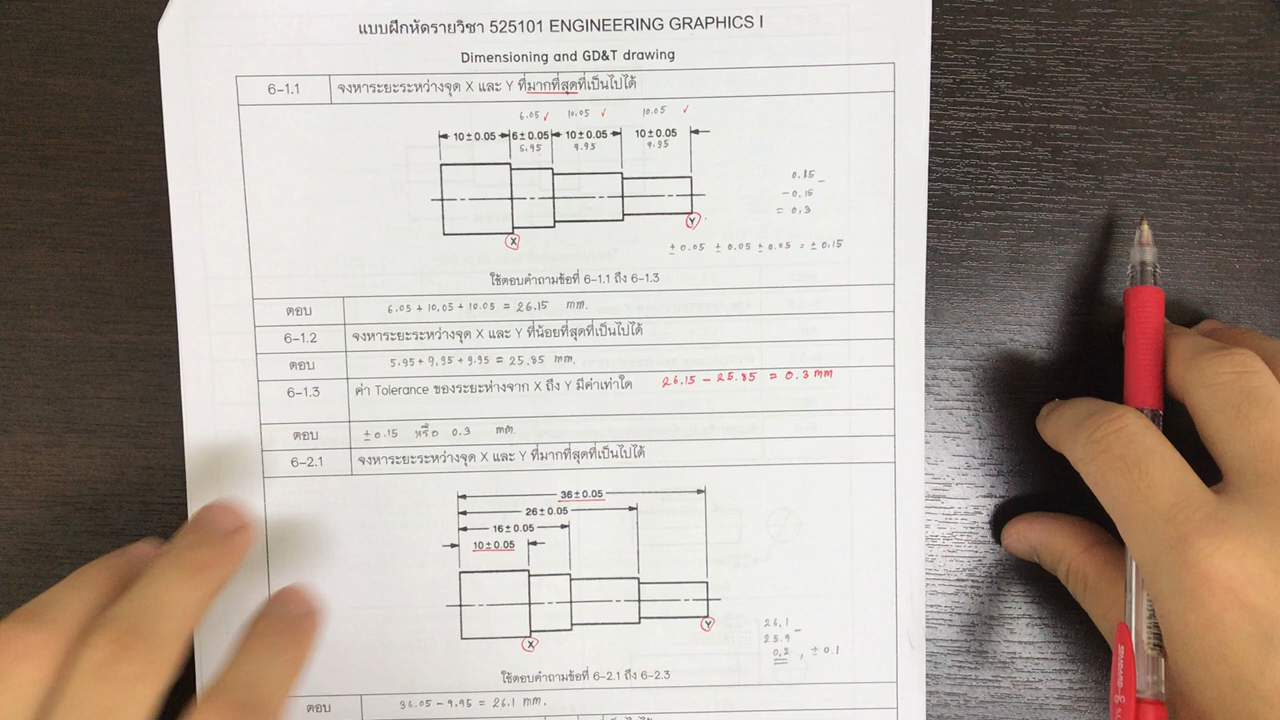 แบบฝึกหัดรายวิชา 525101 ENGINEERING GRAPHICS I
Dimensioning and GD&T drawing
6-1.1 จงหาระยะระหว่างจุด X และ Y ที่มากที่สุดที่เป็นไปได้
6.05 ✓ 10.05 ✓ 10.05 ✓
10±0.05 6±0.05 10±0.05 10±0.05
5.95 9.95 9.95
0.15 -
-0.15
= 0.3
X Y
±0.05 ±0.05 ±0.05 = ±0.15
ใช้ตอบคำถามข้อที่ 6-1.1 ถึง 6-1.3
ตอบ 6.05 + 10.05 + 10.05 = 26.15 mm.
6-1.2 จงหาระยะระหว่างจุด X และ Y ที่น้อยที่สุดที่เป็นไปได้
ตอบ 5.95 + 9.95 + 9.95 = 25.85 mm.
6-1.3 ค่า Tolerance ของระยะห่างจาก X ถึง Y มีค่าเท่าใด 26.15 - 25.85 = 0.3 mm
ตอบ ±0.15 หรือ 0.3 mm.
6-2.1 จงหาระยะระหว่างจุด X และ Y ที่มากที่สุดที่เป็นไปได้
36±0.05
26±0.05
16±0.05
10±0.05
X Y
26.1 -
25.9
0.2 , ±0.1
ใช้ตอบคำถามข้อที่ 6-2.1 ถึง 6-2.3
ตอบ 36.05 - 9.95 = 26.1 mm.